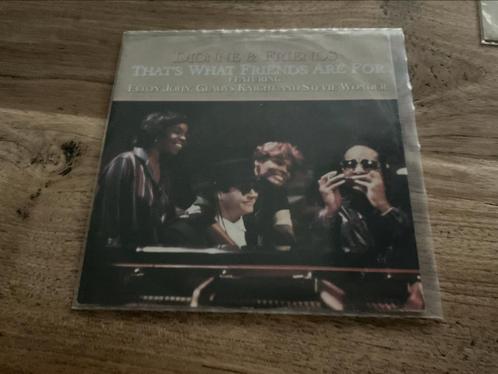 DIONNE & FRIENDS
THAT'S WHAT FRIENDS ARE FOR
FEATURING
ELTON JOHN, GLADYS KNIGHT AND STEVIE WONDER